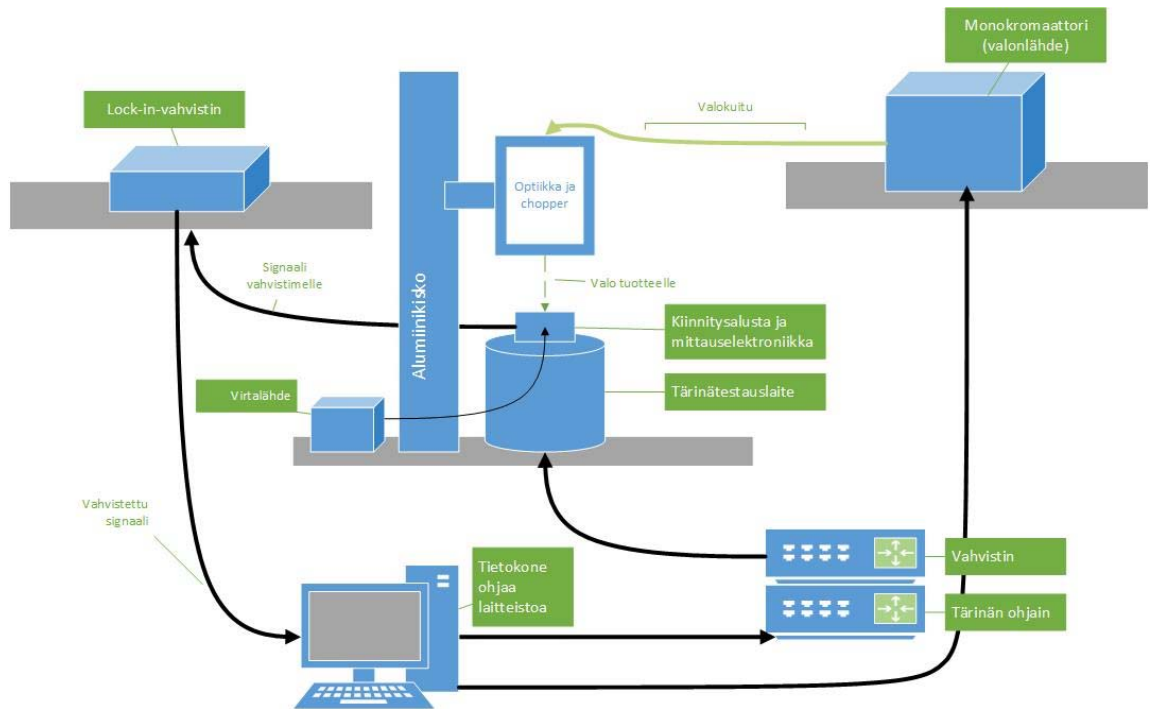 Monokromaattori
(valonlähde)
Lock-in-vahvistin
Valokuitu
Optiikka ja
chopper
Signaali
vahvistimelle
Valo tuotteelle
Alumiinikisko
Kiinnitysalusta ja
mittauselektroniikka
Tärinätestauslaite
Virtalähde
Vahvistettu
signaali
Tietokone
ohjaa
laitteistoa
Vahvistin
Tärinän ohjain